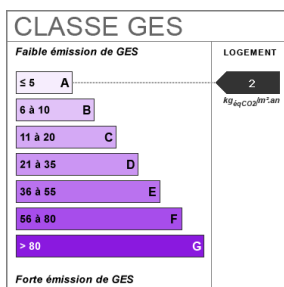 CLASSE GES
Faible émission de GES
LOGEMENT
≤ 5 A
2
kgéqCO2/m².an
6 à 10 B
11 à 20 C
21 à 35 D
36 à 55 E
56 à 80 F
> 80 G
Forte émission de GES